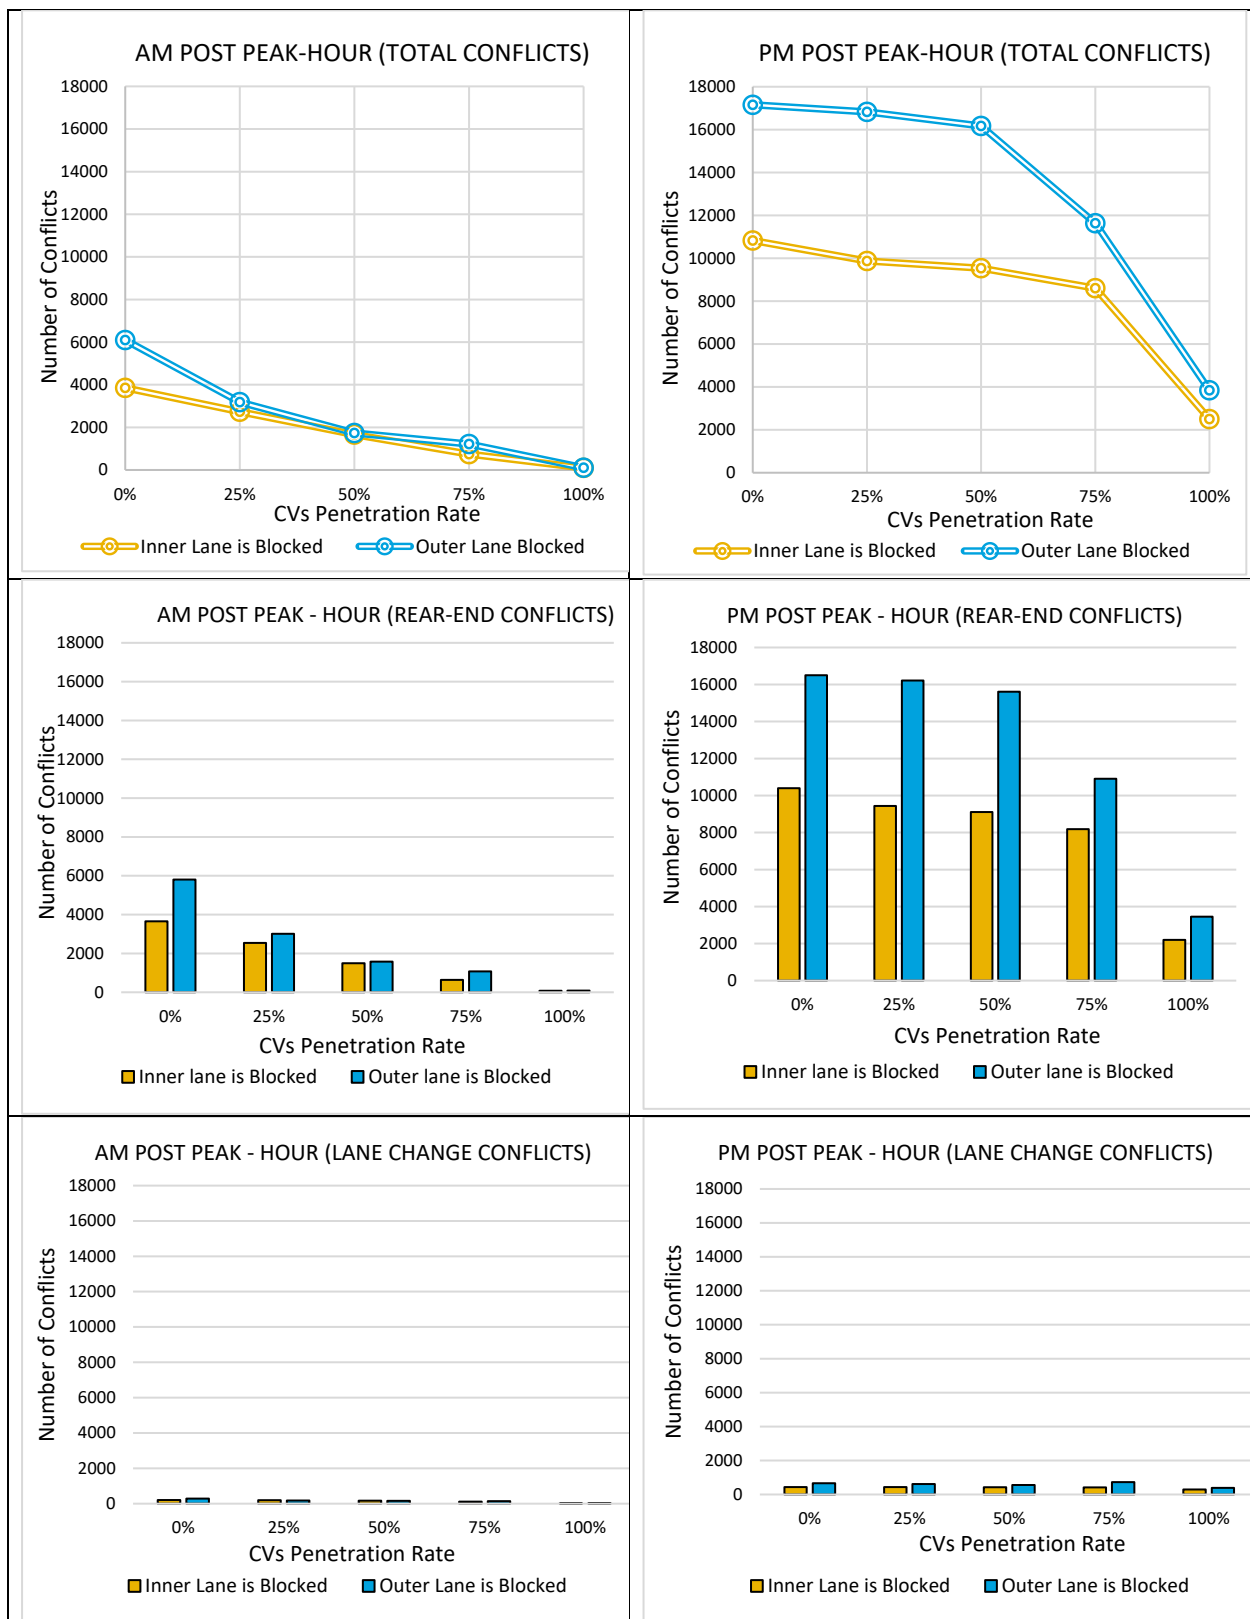 AM POST PEAK-HOUR (TOTAL CONFLICTS)
18000
16000
14000
12000
10000
8000
6000
4000
2000
0
Number of Conflicts
0% 25% 50% 75% 100%
CVs Penetration Rate
Inner Lane is Blocked Outer Lane Blocked
PM POST PEAK-HOUR (TOTAL CONFLICTS)
18000
16000
14000
12000
10000
8000
6000
4000
2000
0
Number of Conflicts
0% 25% 50% 75% 100%
CVs Penetration Rate
Inner Lane is Blocked Outer Lane Blocked
AM POST PEAK - HOUR (REAR-END CONFLICTS)
18000
16000
14000
12000
10000
8000
6000
4000
2000
0
Number of Conflicts
0% 25% 50% 75% 100%
CVs Penetration Rate
Inner lane is Blocked Outer lane is Blocked
PM POST PEAK - HOUR (REAR-END CONFLICTS)
18000
16000
14000
12000
10000
8000
6000
4000
2000
0
Number of Conflicts
0% 25% 50% 75% 100%
CVs Penetration Rate
Inner lane is Blocked Outer lane is Blocked
AM POST PEAK - HOUR (LANE CHANGE CONFLICTS)
18000
16000
14000
12000
10000
8000
6000
4000
2000
0
Number of Conflicts
0% 25% 50% 75% 100%
CVs Penetration Rate
Inner Lane is Blocked Outer Lane is Blocked
PM POST PEAK - HOUR (LANE CHANGE CONFLICTS)
18000
16000
14000
12000
10000
8000
6000
4000
2000
0
Number of Conflicts
0% 25% 50% 75% 100%
CVs Penetration Rate
Inner Lane is Blocked Outer Lane is Blocked